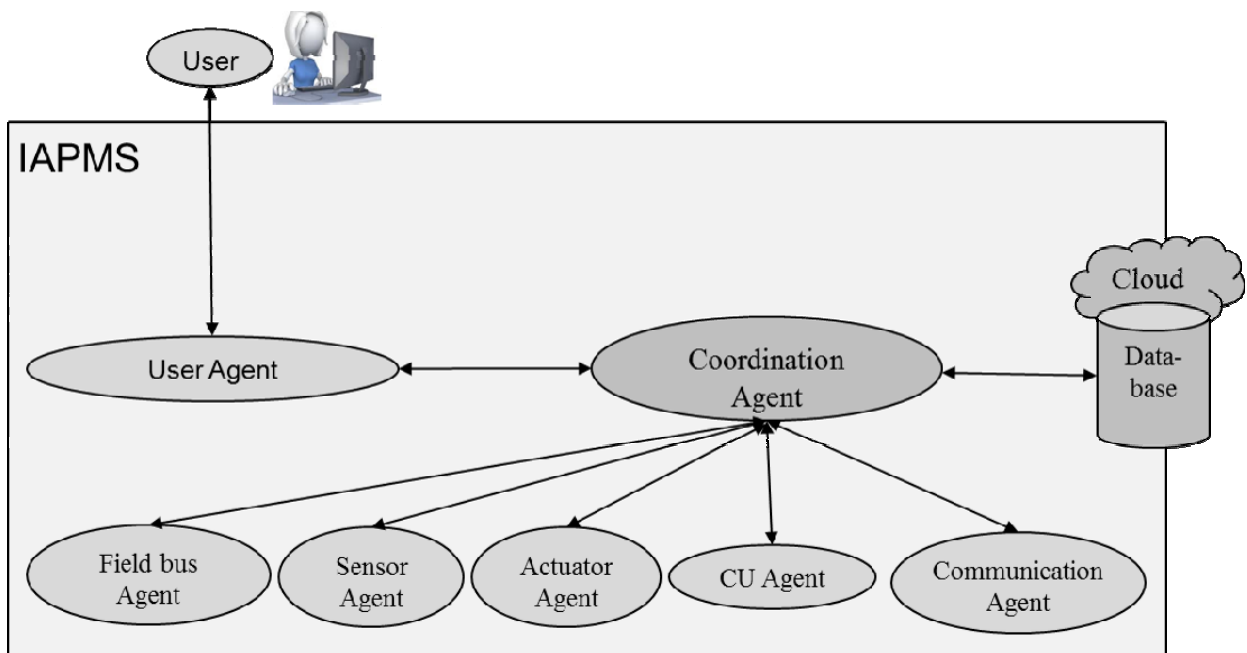 User
IAPMS
Cloud
User Agent
Coordination
Agent
Data-
base
Field bus
Agent
Sensor
Agent
Actuator
Agent
CU Agent
Communication
Agent